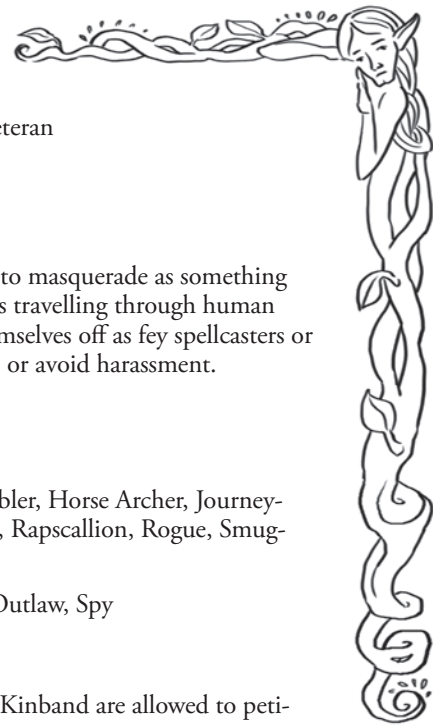 eteran
to masquerade as something
s travelling through human
mselves off as fey spellcasters or
or avoid harassment.
bler, Horse Archer, Journey-
, Rapscallion, Rogue, Smug-
Outlaw, Spy
Kinband are allowed to peti-